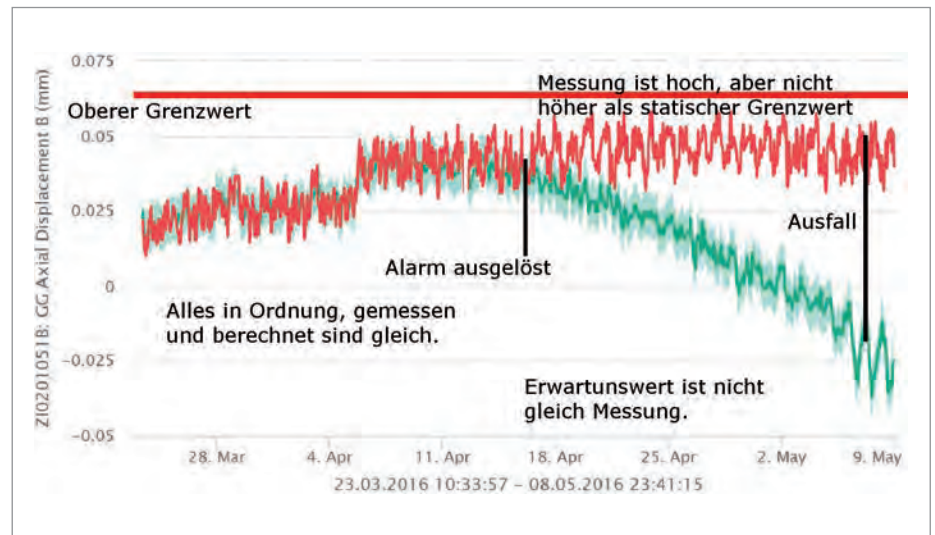 0.075
Messung ist hoch, aber nicht
höher als statischer Grenzwert
Oberer Grenzwert
0.05
0.025
Ausfall
Alarm ausgelöst
0
Alles in Ordnung, gemessen
und berechnet sind gleich.
-0.025
Erwartunswert ist nicht
gleich Messung.
-0.05
ZI0201051B: GG Axial Displacement B (mm)
28. Mar 4. Apr 11. Apr 18. Apr 25. Apr 2. May 9. May
23.03.2016 10:33:57 - 08.05.2016 23:41:15